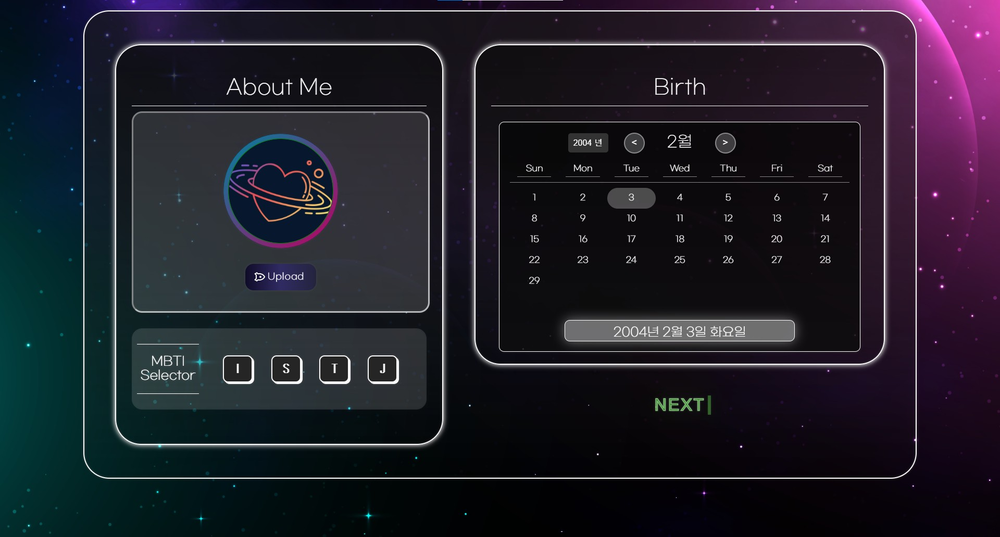 About Me
Upload
MBTI
Selector
I S T J
Birth
2004 년 < 2월 >
Sun Mon Tue Wed Thu Fri Sat
1 2 3 4 5 6 7
8 9 10 11 12 13 14
15 16 17 18 19 20 21
22 23 24 25 26 27 28
29
2004년 2월 3일 화요일
NEXT